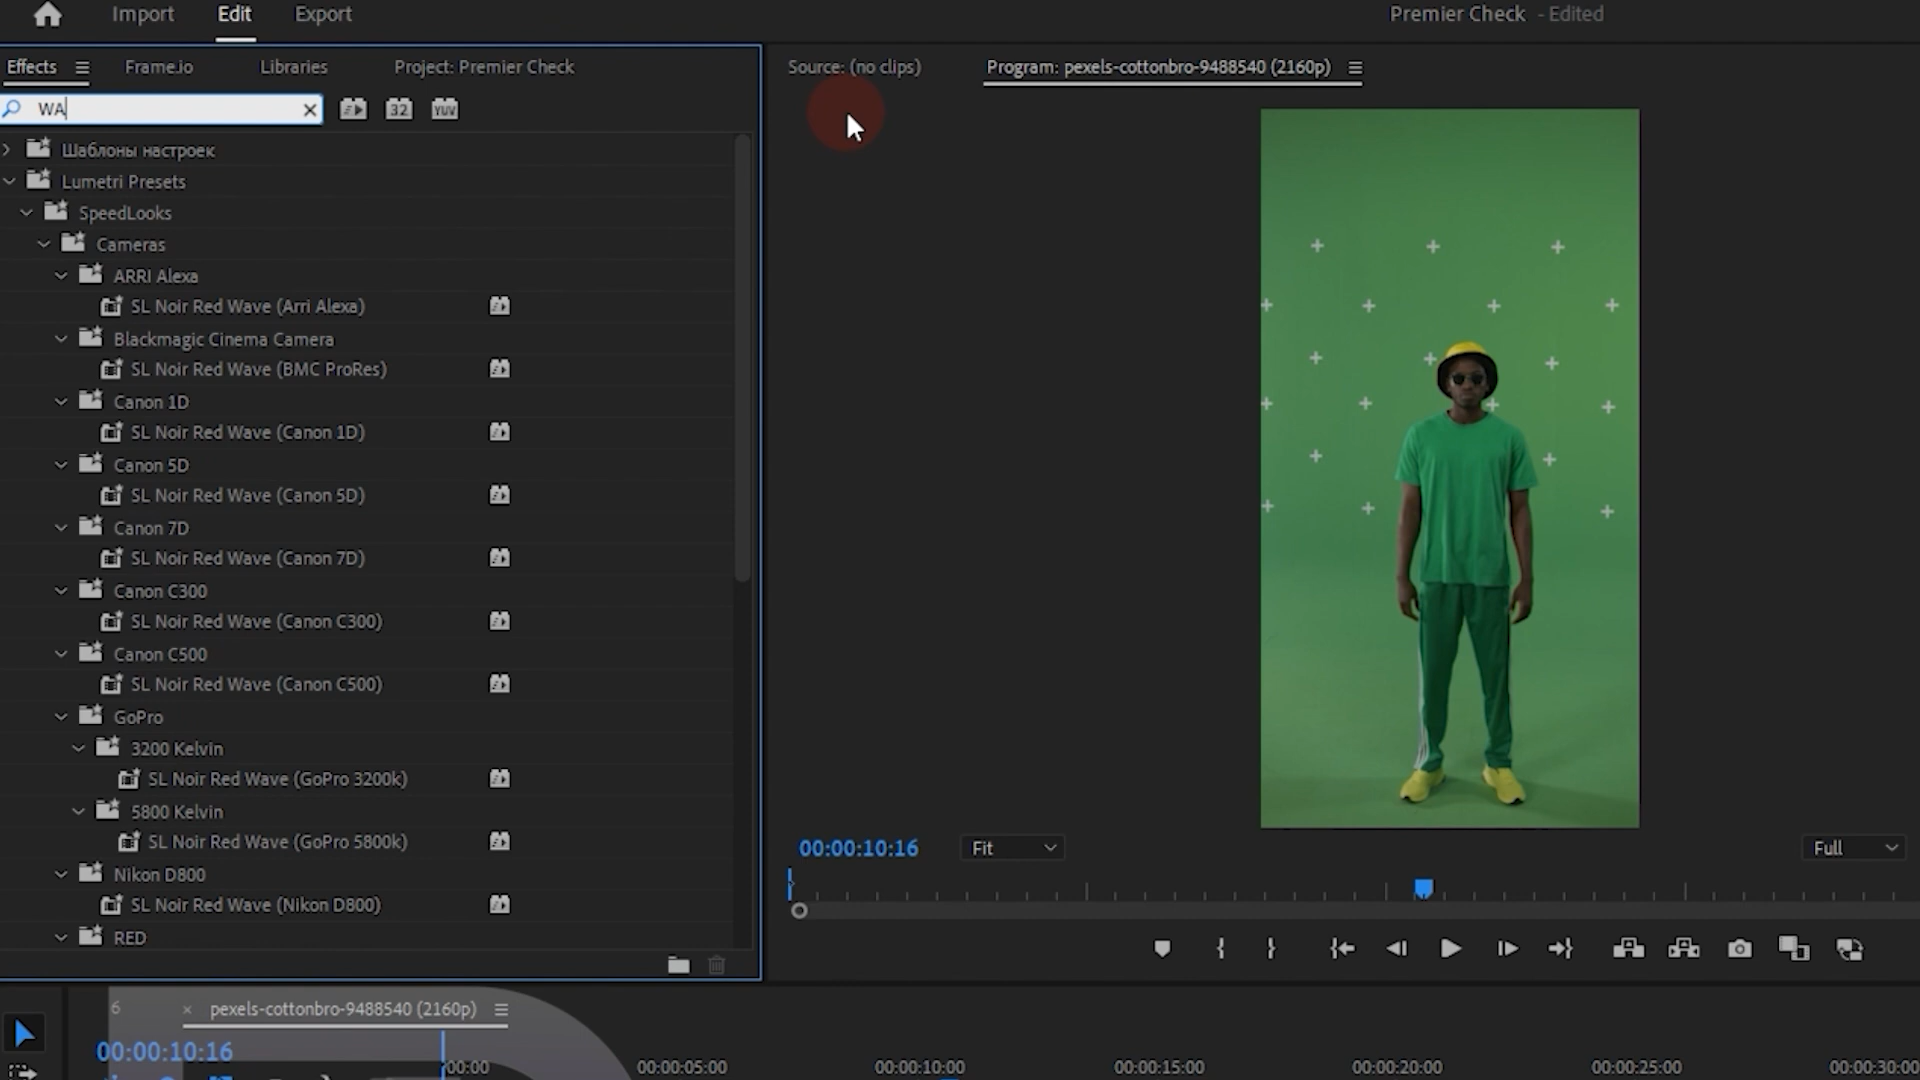 Import Edit Export
Premier Check - Edited
Effects Frame.io Libraries Project: Premier Check
WA
32 YUV
Шаблоны настроек
Lumetri Presets
SpeedLooks
Cameras
ARRI Alexa
SL Noir Red Wave (Arri Alexa)
Blackmagic Cinema Camera
SL Noir Red Wave (BMC ProRes)
Canon 1D
SL Noir Red Wave (Canon 1D)
Canon 5D
SL Noir Red Wave (Canon 5D)
Canon 7D
SL Noir Red Wave (Canon 7D)
Canon C300
SL Noir Red Wave (Canon C300)
Canon C500
SL Noir Red Wave (Canon C500)
GoPro
3200 Kelvin
SL Noir Red Wave (GoPro 3200k)
5800 Kelvin
SL Noir Red Wave (GoPro 5800k)
Nikon D800
SL Noir Red Wave (Nikon D800)
RED
Source: (no clips) Program: pexels-cottonbro-9488540 (2160p)
00:00:10:16 Fit Full
6 × pexels-cottonbro-9488540 (2160p)
00:00:10:16
:00:00 00:00:05:00 00:00:10:00 00:00:15:00 00:00:20:00 00:00:25:00 00:00:30:00